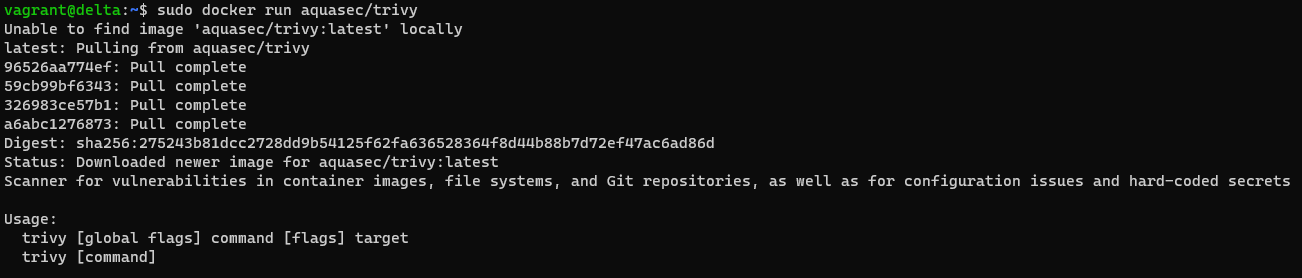 vagrant@delta:~$ sudo docker run aquasec/trivy
Unable to find image 'aquasec/trivy:latest' locally
latest: Pulling from aquasec/trivy
96526aa774ef: Pull complete
59cb99bf6343: Pull complete
326983ce57b1: Pull complete
a6abc1276873: Pull complete
Digest: sha256:275243b81dcc2728dd9b54125f62fa636528364f8d44b88b7d72ef47ac6ad86d
Status: Downloaded newer image for aquasec/trivy:latest
Scanner for vulnerabilities in container images, file systems, and Git repositories, as well as for configuration issues and hard-coded secrets
Usage:
  trivy [global flags] command [flags] target
  trivy [command]